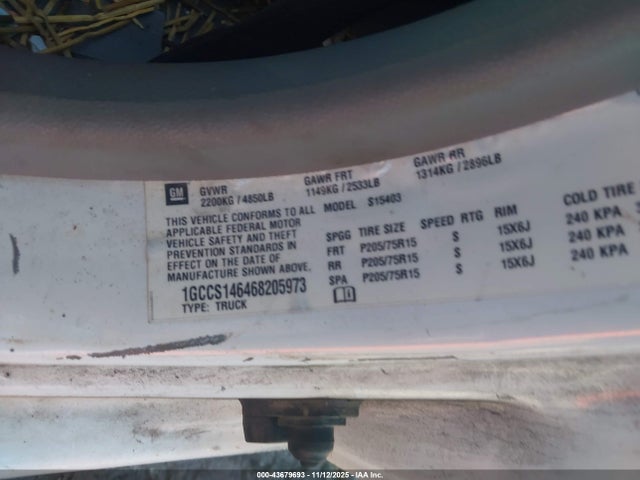 GM
GVWR
2200KG / 4850LB
GAWR FRT
1149KG / 2533LB
GAWR RR
1314KG / 2896LB
THIS VEHICLE CONFORMS TO ALL
APPLICABLE FEDERAL MOTOR
VEHICLE SAFETY AND THEFT
PREVENTION STANDARDS IN
EFFECT ON THE DATE OF
MANUFACTURE SHOWN ABOVE.
1GCCS146468205973
TYPE: TRUCK
MODEL S15403
SPGG TIRE SIZE SPEED RTG RIM COLD TIRE
FRT P205/75R15 S 15X6J 240 KPA
RR P205/75R15 S 15X6J 240 KPA
SPA P205/75R15 S 15X6J 240 KPA
000-43679693 - 11/12/2025 - IAA Inc.